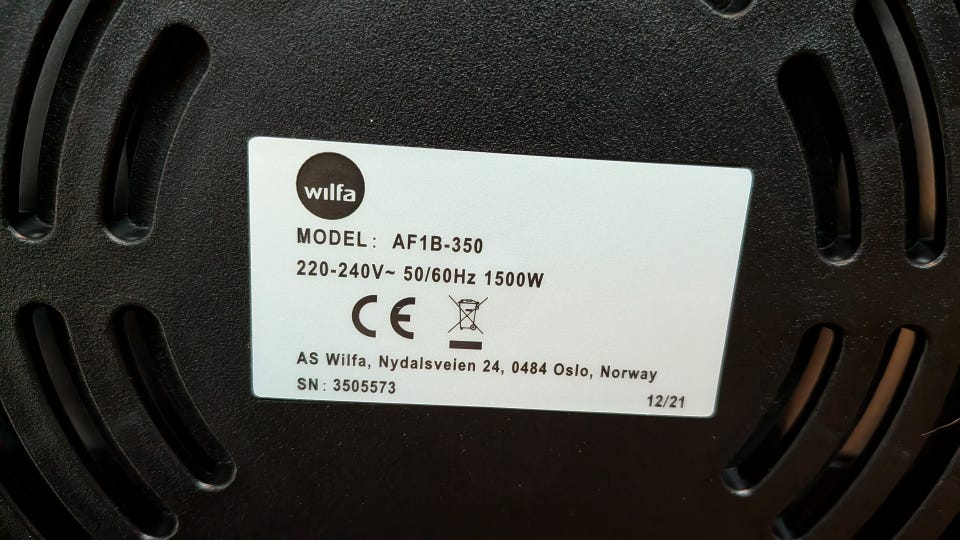 wilfa
MODEL: AF1B-350
220-240V~ 50/60Hz 1500W
CE
AS Wilfa, Nydalsveien 24, 0484 Oslo, Norway
SN: 3505573
12/21